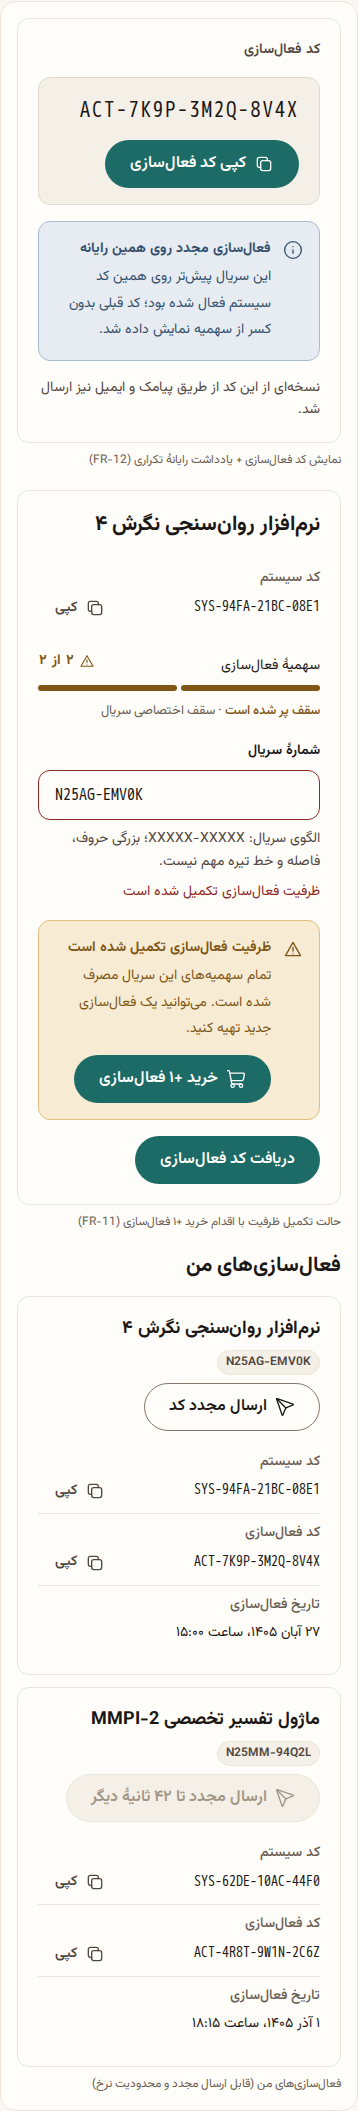 کد فعال‌سازی
ACT-7K9P-3M2Q-8V4X
کپی کد فعال‌سازی
فعال‌سازی مجدد روی همین رایانه
این سریال پیش‌تر روی همین کد
سیستم فعال شده بود؛ کد قبلی بدون
کسر از سهمیه نمایش داده شد.
نسخه‌ای از این کد از طریق پیامک و ایمیل نیز ارسال
شد.
نمایش کد فعال‌سازی + یادداشت رایانهٔ تکراری (FR-12)
نرم‌افزار روان‌سنجی نگرش ۴
کد سیستم
SYS-94FA-21BC-08E1
کپی
سهمیهٔ فعال‌سازی
۲ از ۲
سقف پر شده است · سقف اختصاصی سریال
شمارهٔ سریال
N25AG-EMV0K
الگوی سریال: XXXXX-XXXXX؛ بزرگی حروف،
فاصله و خط تیره مهم نیست.
ظرفیت فعال‌سازی تکمیل شده است
ظرفیت فعال‌سازی تکمیل شده است
تمام سهمیه‌های این سریال مصرف
شده است. می‌توانید یک فعال‌سازی
جدید تهیه کنید.
خرید +۱ فعال‌سازی
دریافت کد فعال‌سازی
حالت تکمیل ظرفیت با اقدام خرید +۱ فعال‌سازی (FR-11)
فعال‌سازی‌های من
نرم‌افزار روان‌سنجی نگرش ۴
N25AG-EMV0K
ارسال مجدد کد
کد سیستم
SYS-94FA-21BC-08E1
کپی
کد فعال‌سازی
ACT-7K9P-3M2Q-8V4X
کپی
تاریخ فعال‌سازی
۲۷ آبان ۱۴۰۵، ساعت ۱۵:۰۰
ماژول تفسیر تخصصی MMPI-2
N25MM-94Q2L
ارسال مجدد تا ۴۲ ثانیهٔ دیگر
کد سیستم
SYS-62DE-10AC-44F0
کپی
کد فعال‌سازی
ACT-4R8T-9W1N-2C6Z
کپی
تاریخ فعال‌سازی
۱ آذر ۱۴۰۵، ساعت ۱۸:۱۵
فعال‌سازی‌های من (قابل ارسال مجدد و محدودیت نرخ)